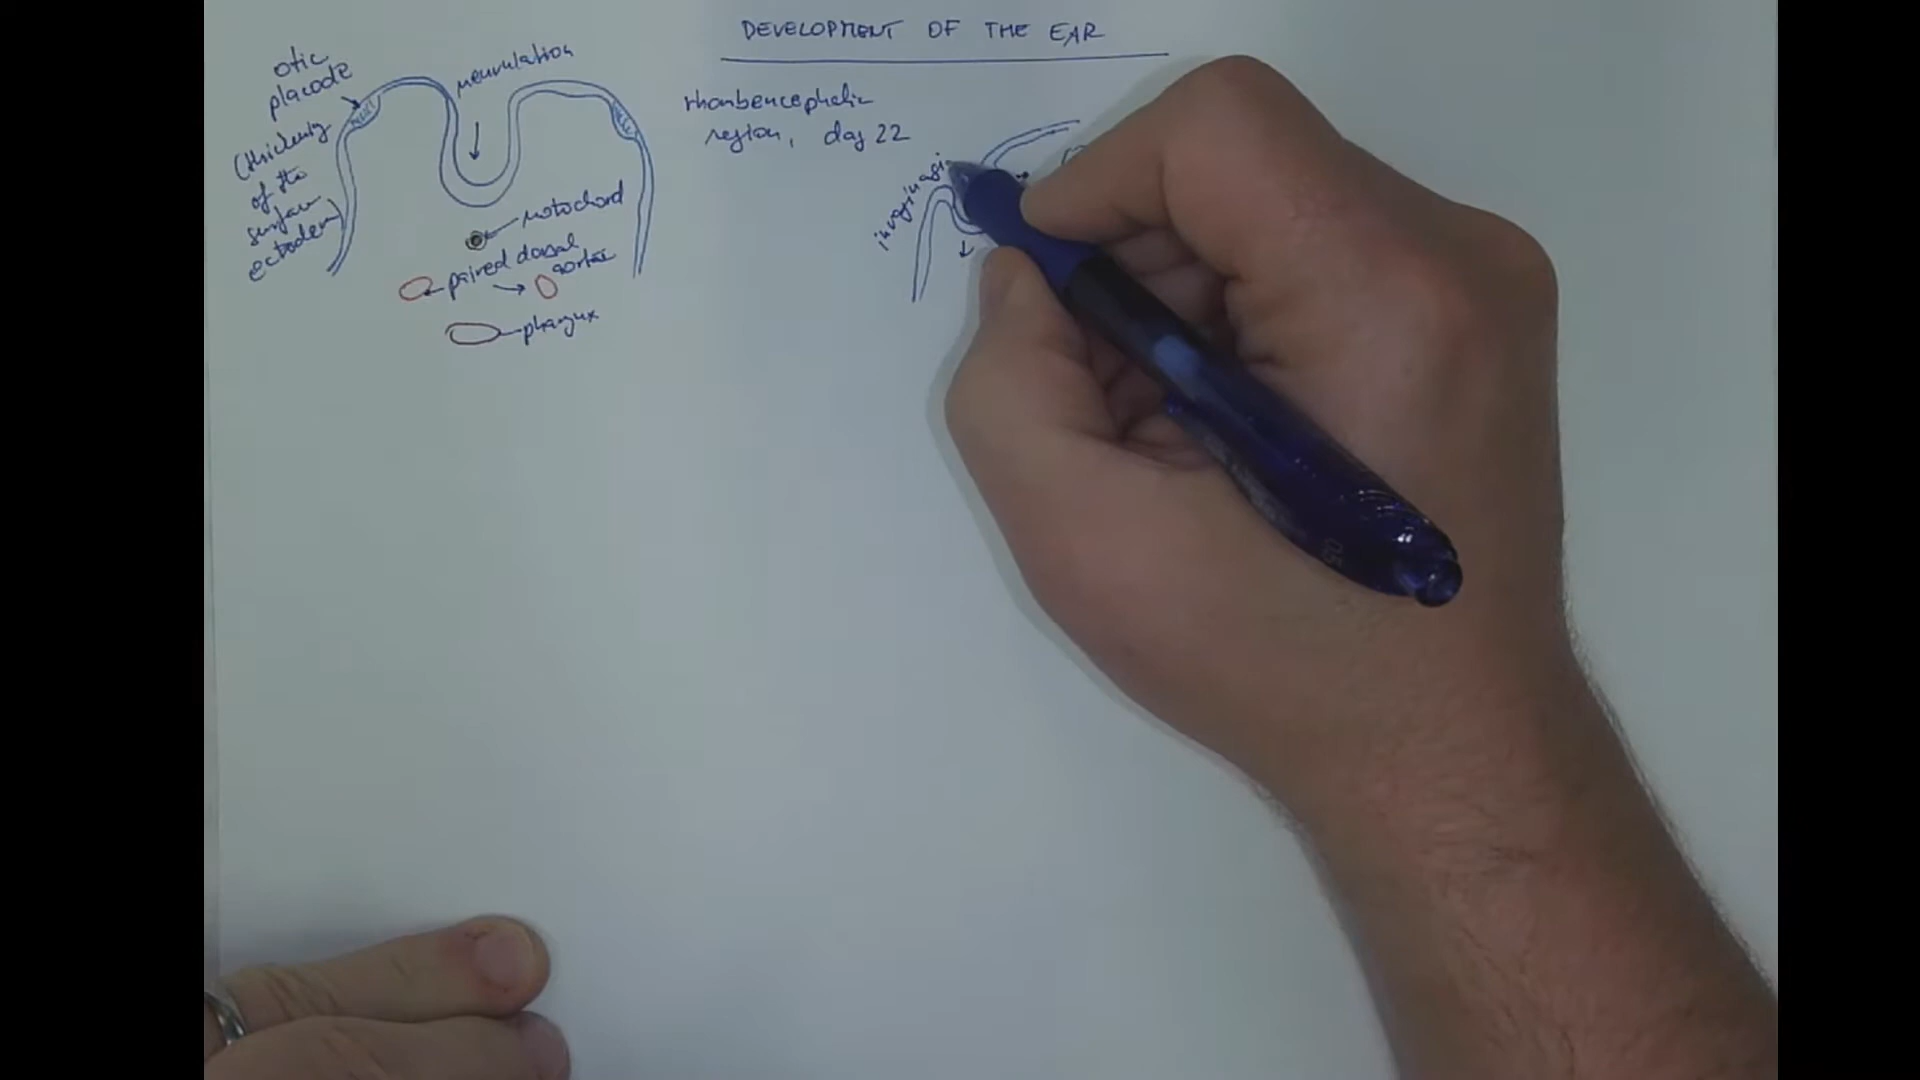 DEVELOPMENT OF THE EAR
otic
placode
(thickening
of the
surface
ectoderm)
neurulation
notochord
paired dorsal
aortae
pharynx
rhombencephalic
region, day 22
invaginagi